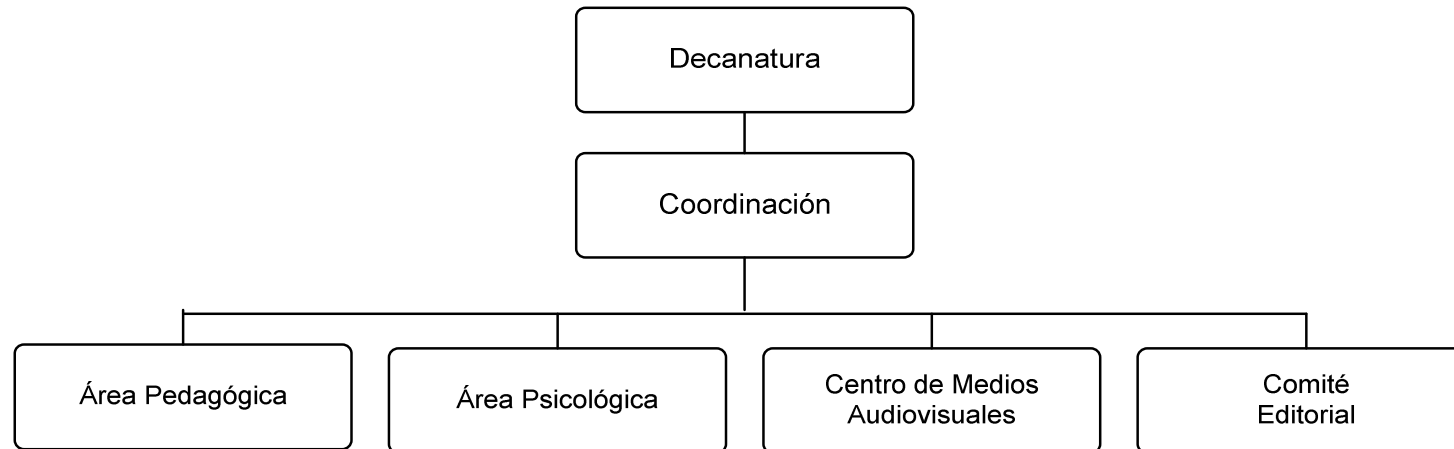 Decanatura
Coordinación
Área Pedagógica
Área Psicológica
Centro de Medios
Audiovisuales
Comité
Editorial